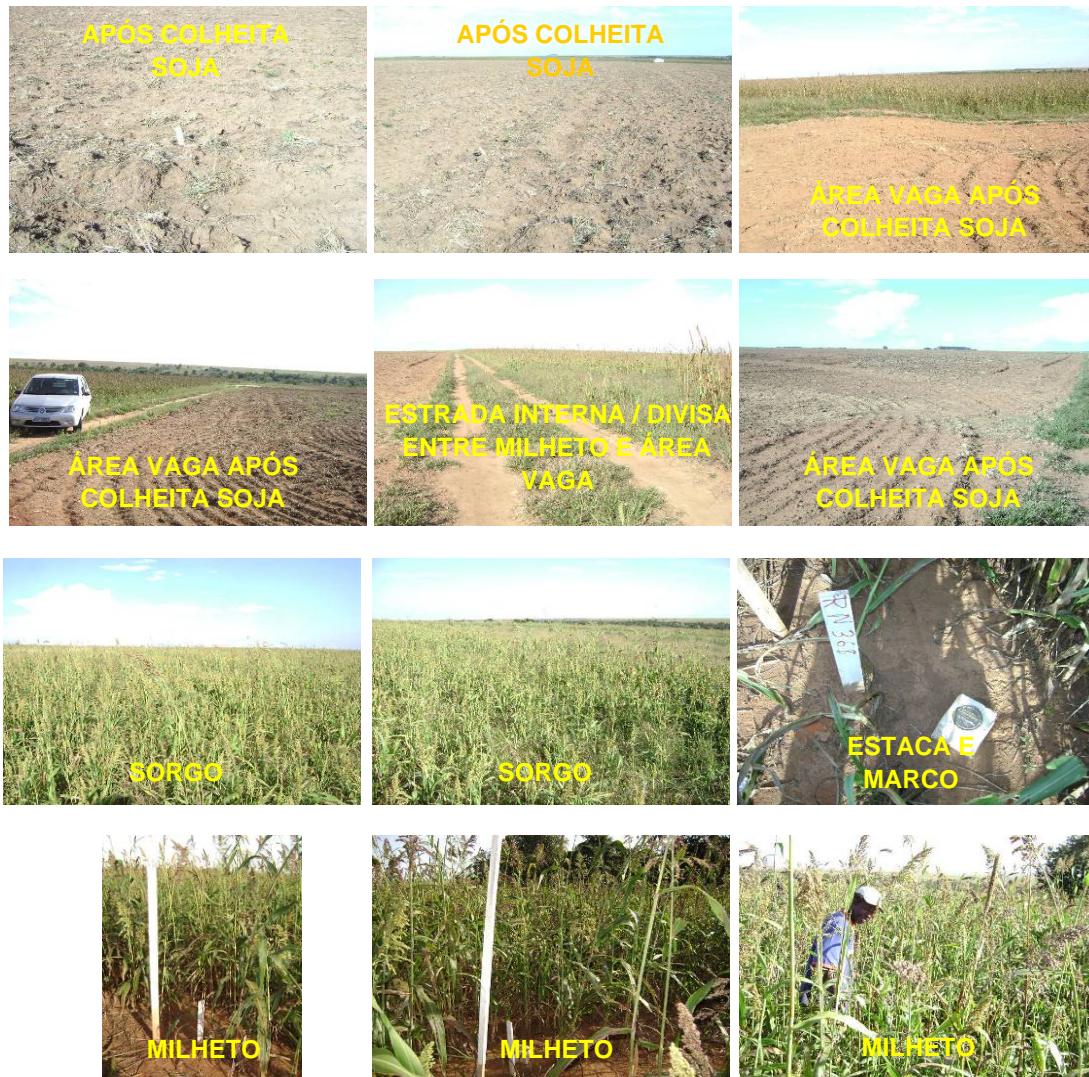 APÓS COLHEITA
SOJA
APÓS COLHEITA
SOJA
ÁREA VAGA APÓS
COLHEITA SOJA
ÁREA VAGA APÓS
COLHEITA SOJA
ESTRADA INTERNA / DIVISA
ENTRE MILHETO E ÁREA
VAGA
ÁREA VAGA APÓS
COLHEITA SOJA
SORGO
SORGO
RN368
ESTACA E
MARCO
MILHETO
MILHETO
MILHETO